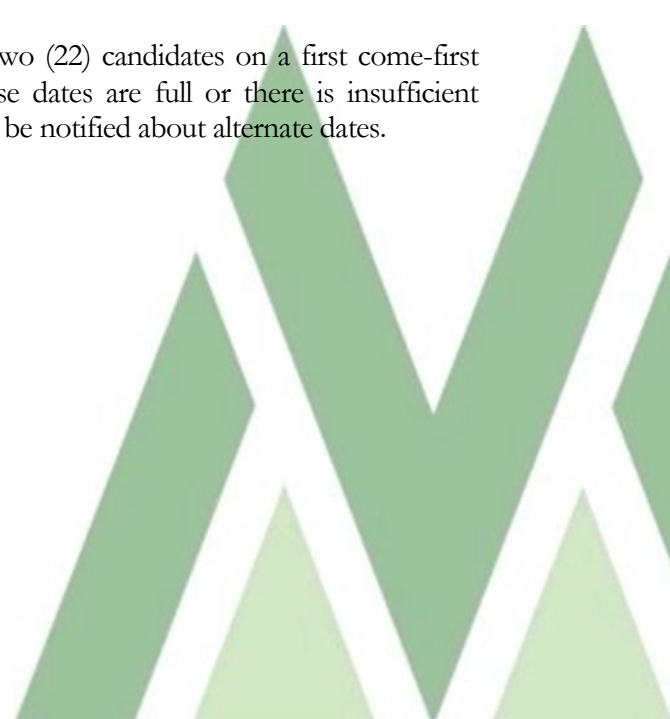 wo (22) candidates on a first come-first
se dates are full or there is insufficient
be notified about alternate dates.